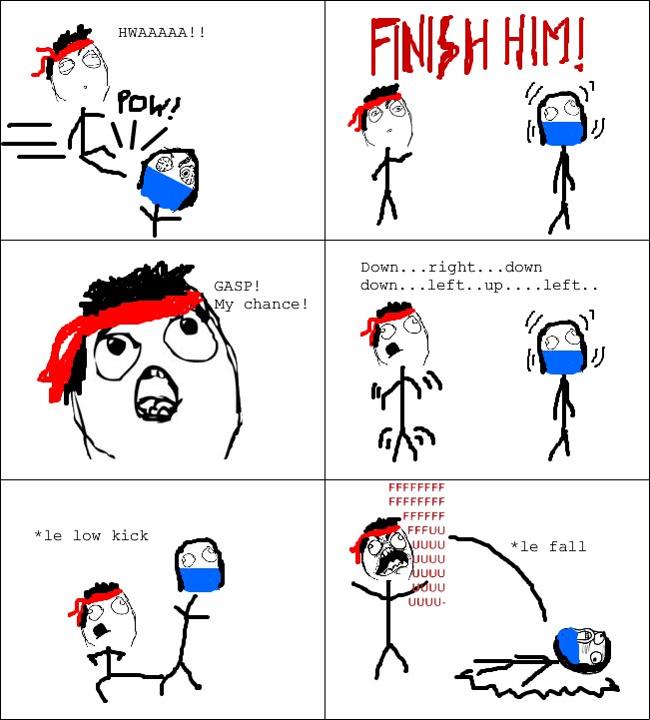 HWAAAAA!!
POW!
FINISH HIM!
GASP!
My chance!
Down...right...down
down...left..up....left..
*le low kick
FFFFFFFF
FFFFFFFF
FFFFFF
FFFUU
UUUU
UUUU
UUUU
UUUU
UUUU-
*le fall